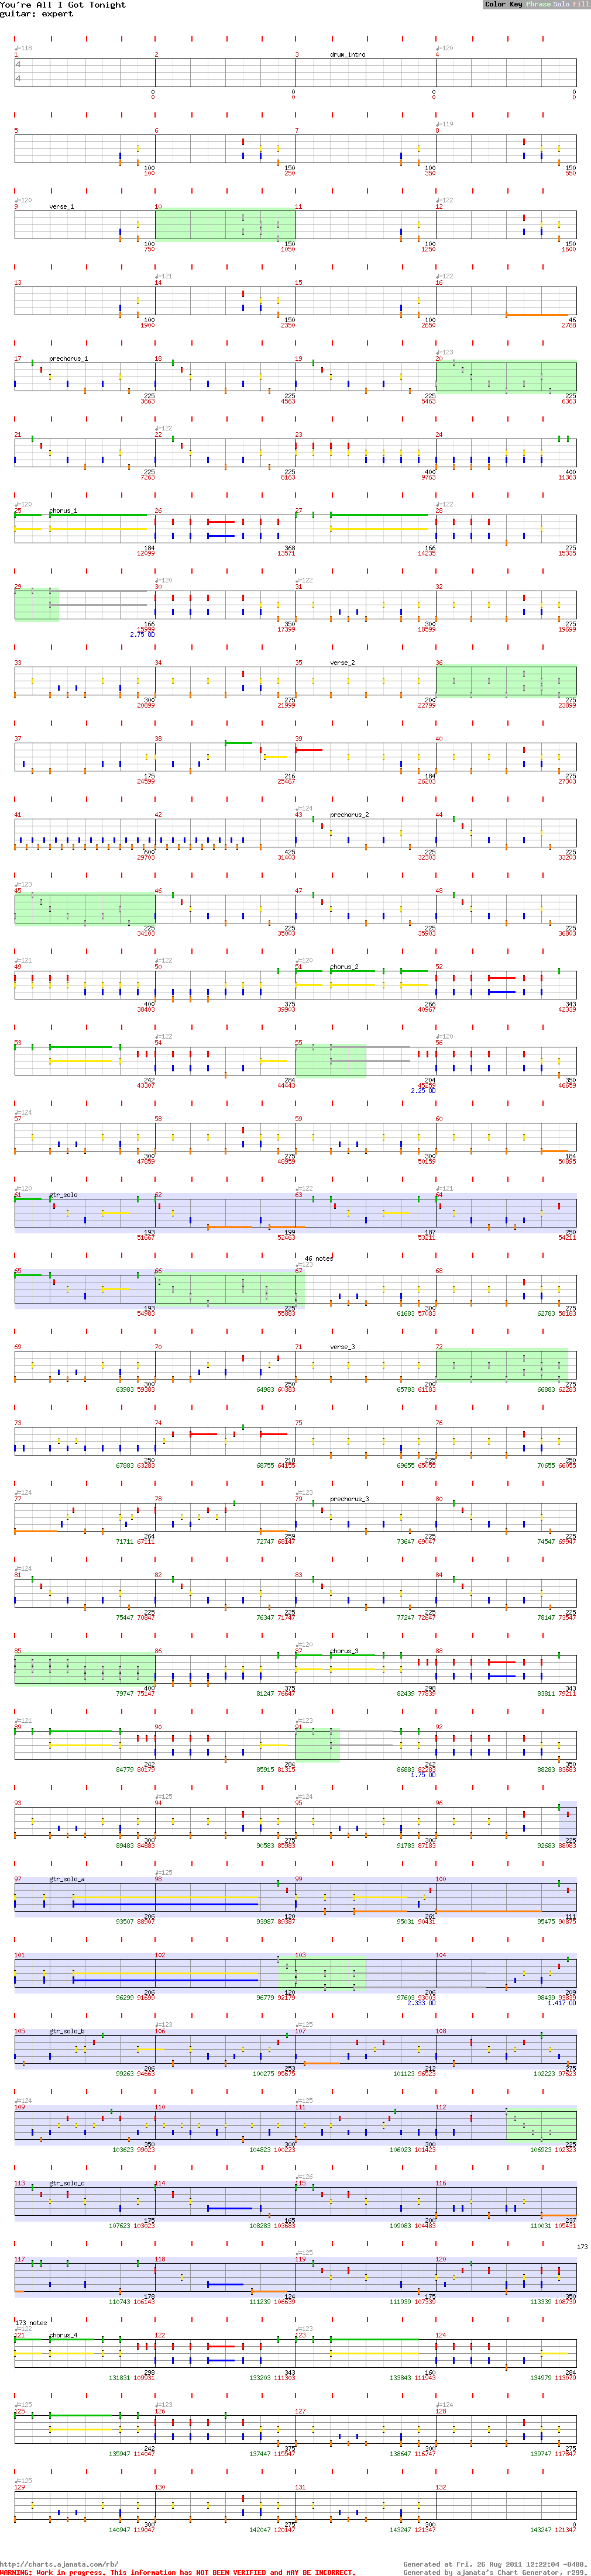 You're All I Got Tonight
Color Key Phrase Solo Fill
guitar: expert
♩=118 ♩=120
1 2 3 drum_intro 4
4
4
0 0 0 0
0 0 0 0
♩=119
5 6 7 8
100 150 100 150
100 250 350 550
♩=120 ♩=122
9 verse_1 10 11 12
100 150 100 150
750 1050 1250 1600
♩=121 ♩=122
13 14 15 16
100 150 100 46
1900 2350 2650 2788
♩=123
17 prechorus_1 18 19 20
225 225 225 225
3663 4563 5463 6363
♩=122
21 22 23 24
225 225 400 400
7263 8163 9763 11363
♩=120 ♩=122
25 chorus_1 26 27 28
184 368 166 275
12099 13571 14235 15335
♩=120 ♩=122
29 30 31 32
166 350 300 275
15999 17399 18599 19699
2.75 OD
33 34 35 verse_2 36
300 275 200 275
20899 21999 22799 23899
37 38 39 40
175 216 184 275
24599 25467 26203 27303
♩=124
41 42 43 prechorus_2 44
600 425 225 225
29703 31403 32303 33203
♩=123
45 46 47 48
225 225 225 225
34103 35003 35903 36803
♩=121 ♩=122 ♩=120
49 50 51 chorus_2 52
400 375 266 343
38403 39903 40967 42339
♩=122 ♩=120
53 54 55 56
242 284 204 350
43307 44443 45259 46659
2.25 OD
♩=124
57 58 59 60
300 275 300 184
47859 48959 50159 50895
♩=120 ♩=122 ♩=121
61 gtr_solo 62 63 64
193 199 187 250
51667 52463 53211 54211
46 notes
♩=123
65 66 67 68
193 225 300 275
54983 55883 61683 57083 62783 58183
69 70 71 verse_3 72
300 250 200 275
63983 59383 64983 60383 65783 61183 66883 62283
73 74 75 76
250 218 225 250
67883 63283 68755 64155 69655 65055 70655 66055
♩=124 ♩=123
77 78 79 prechorus_3 80
264 259 225 225
71711 67111 72747 68147 73647 69047 74547 69947
♩=124
81 82 83 84
225 225 225 225
75447 70847 76347 71747 77247 72647 78147 73547
♩=120
85 86 87 chorus_3 88
400 375 298 343
79747 75147 81247 76647 82439 77839 83811 79211
♩=121 ♩=123
89 90 91 92
242 284 242 350
84779 80179 85915 81315 86883 82283 88283 83683
1.75 OD
♩=125 ♩=124
93 94 95 96
300 275 300 225
89483 84883 90583 85983 91783 87183 92683 88083
♩=125
97 gtr_solo_a 98 99 100
206 120 261 111
93507 88907 93987 89387 95031 90431 95475 90875
101 102 103 104
206 120 206 209
96299 91699 96779 92179 97603 93003 98439 93839
2.333 OD 1.417 OD
♩=123 ♩=125
105 gtr_solo_b 106 107 108
206 253 212 275
99263 94663 100275 95675 101123 96523 102223 97623
♩=124 ♩=125
109 110 111 112
350 300 300 225
103623 99023 104823 100223 106023 101423 106923 102323
♩=126
113 gtr_solo_c 114 115 116
175 165 200 237
107623 103023 108283 103683 109083 104483 110031 105431
173
♩=125
117 118 119 120
178 124 175 350
110743 106143 111239 106639 111939 107339 113339 108739
173 notes
♩=122 ♩=123
121 chorus_4 122 123 124
298 343 160 284
131831 109931 133203 111303 133843 111943 134979 113079
♩=125 ♩=123 ♩=124
125 126 127 128
242 375 300 275
135947 114047 137447 115547 138647 116747 139747 117847
♩=125
129 130 131 132
300 275 300 0
140947 119047 142047 120147 143247 121347 143247 121347
http://charts.ajanata.com/rb/
Generated at Fri, 26 Aug 2011 12:22:04 -0400.
WARNING: Work in progress. This information has NOT BEEN VERIFIED and MAY BE INCORRECT.
Generated by ajanata's Chart Generator, r299.